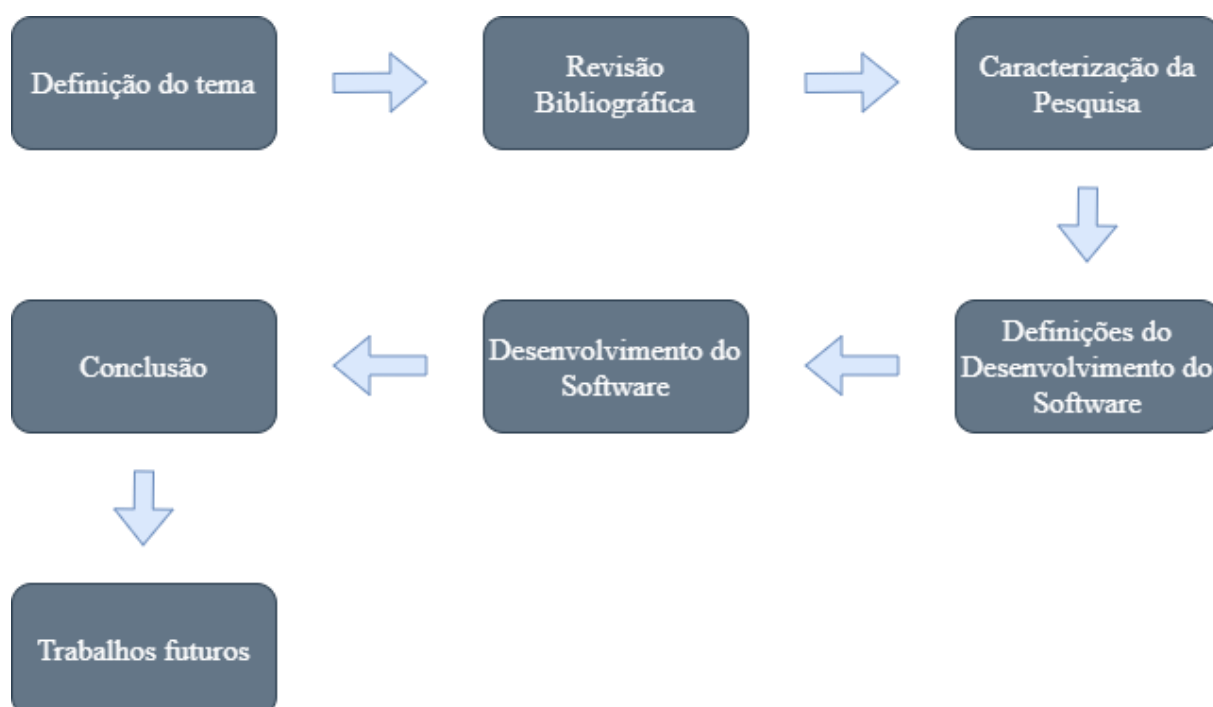 Definição do tema
Revisão
Bibliográfica
Caracterização da
Pesquisa
Definições do
Desenvolvimento do
Software
Desenvolvimento do
Software
Conclusão
Trabalhos futuros